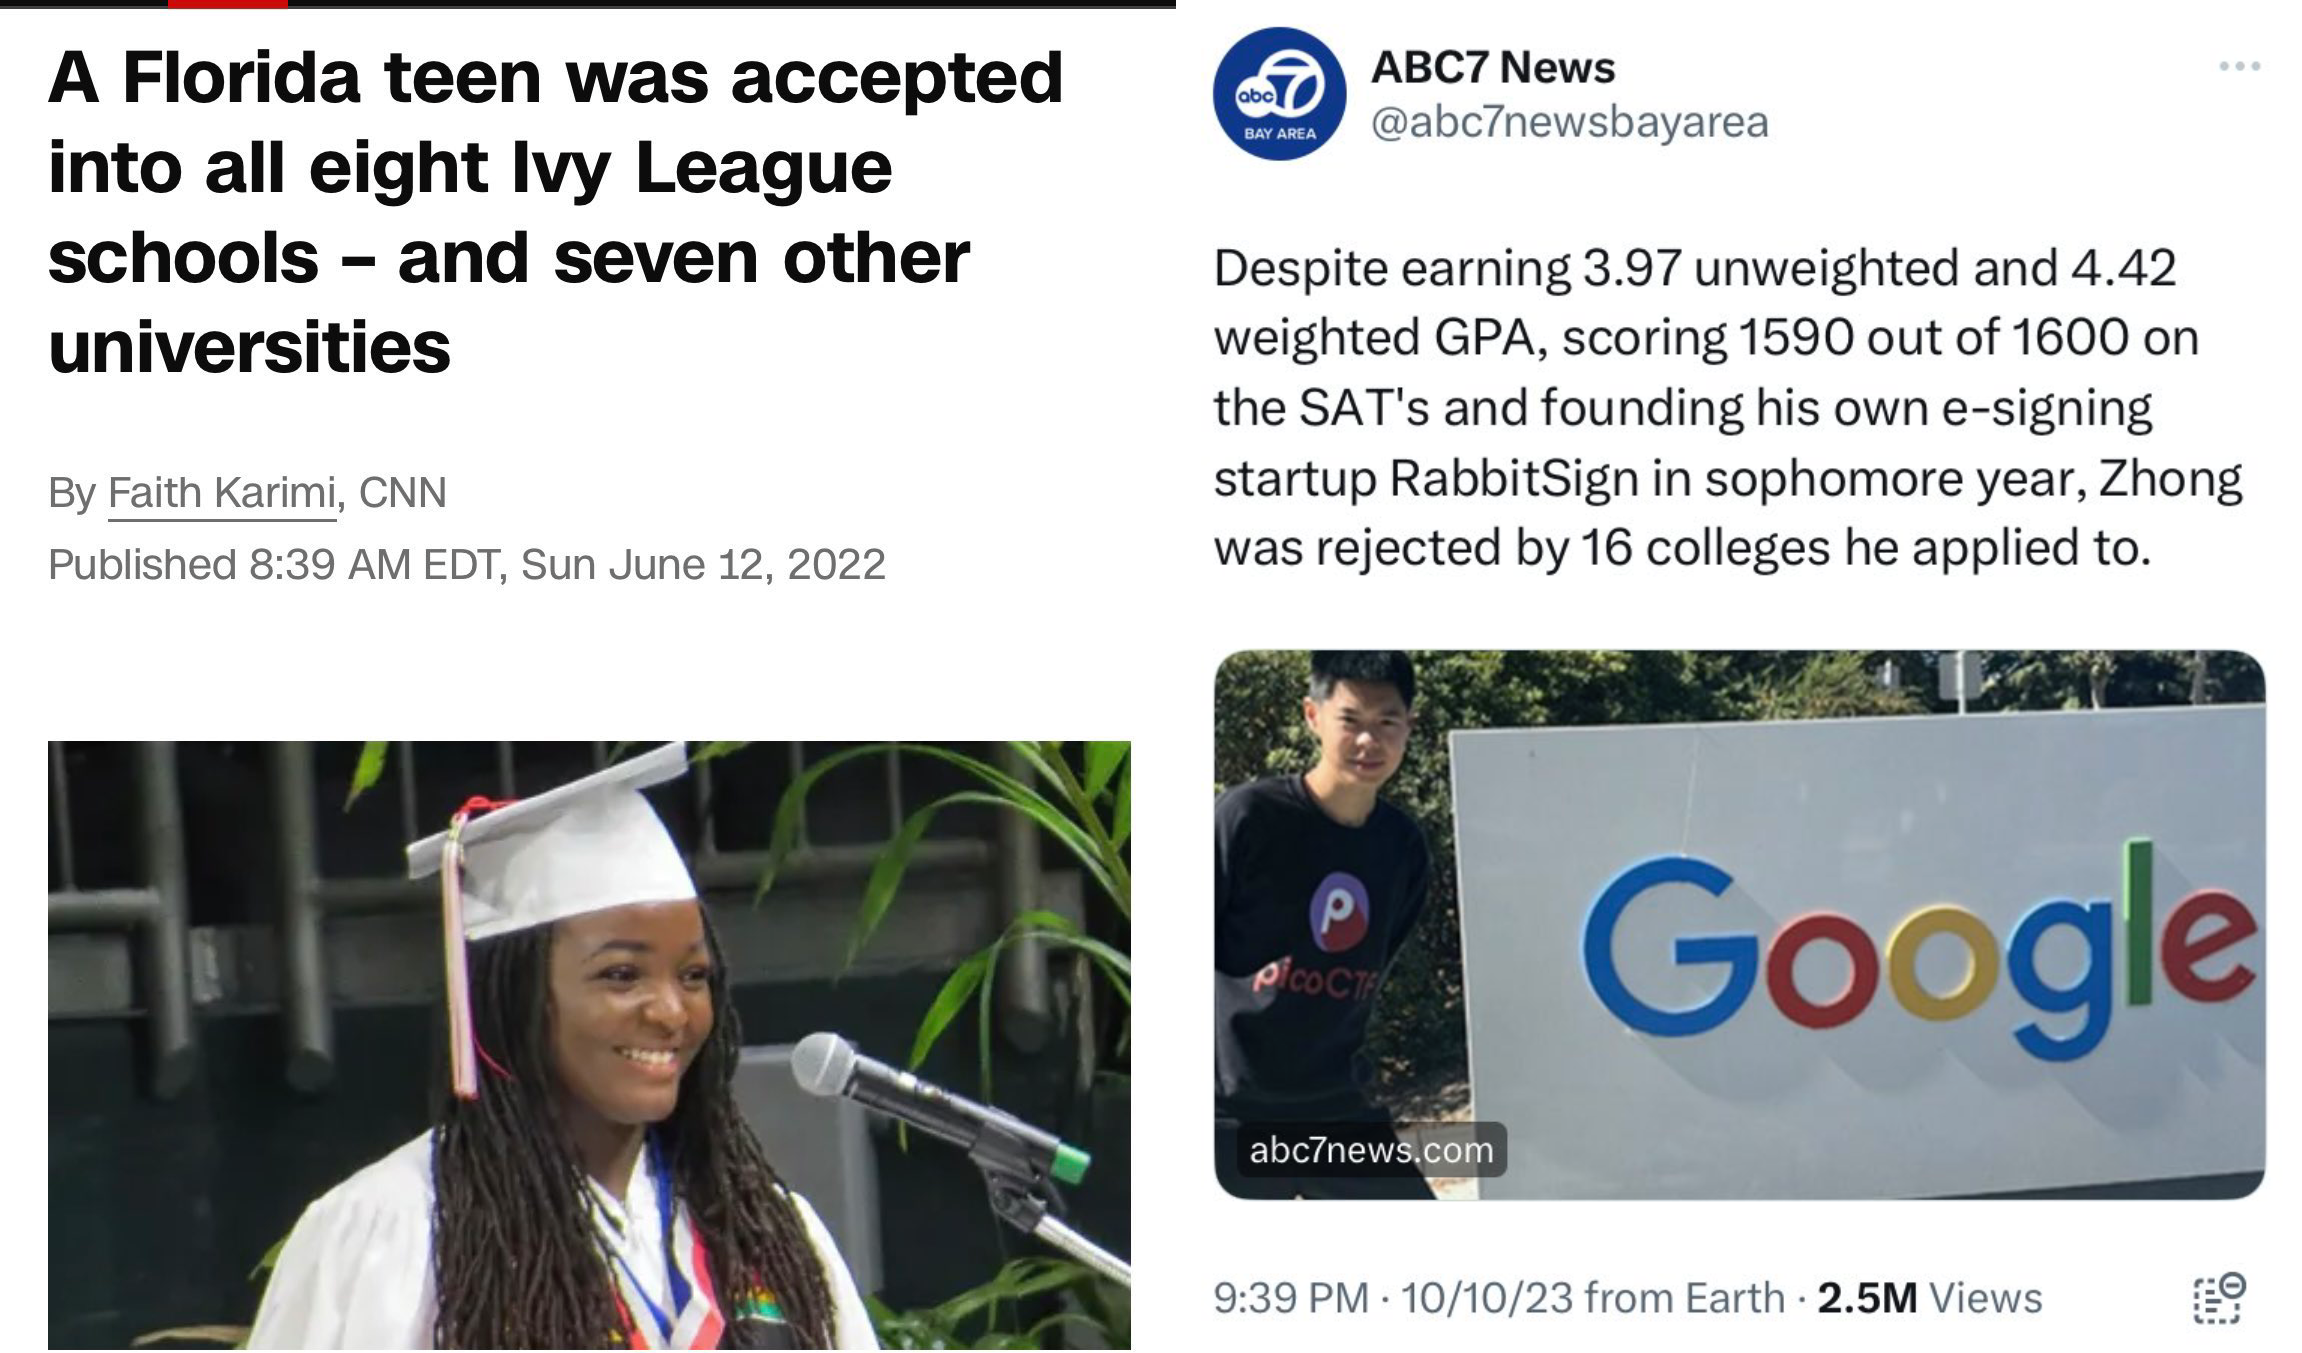 A Florida teen was accepted
into all eight Ivy League
schools – and seven other
universities
By Faith Karimi, CNN
Published 8:39 AM EDT, Sun June 12, 2022
abc 7
BAY AREA
ABC7 News
@abc7newsbayarea
Despite earning 3.97 unweighted and 4.42
weighted GPA, scoring 1590 out of 1600 on
the SAT's and founding his own e-signing
startup RabbitSign in sophomore year, Zhong
was rejected by 16 colleges he applied to.
p
picoCTF
Google
abc7news.com
9:39 PM · 10/10/23 from Earth · 2.5M Views